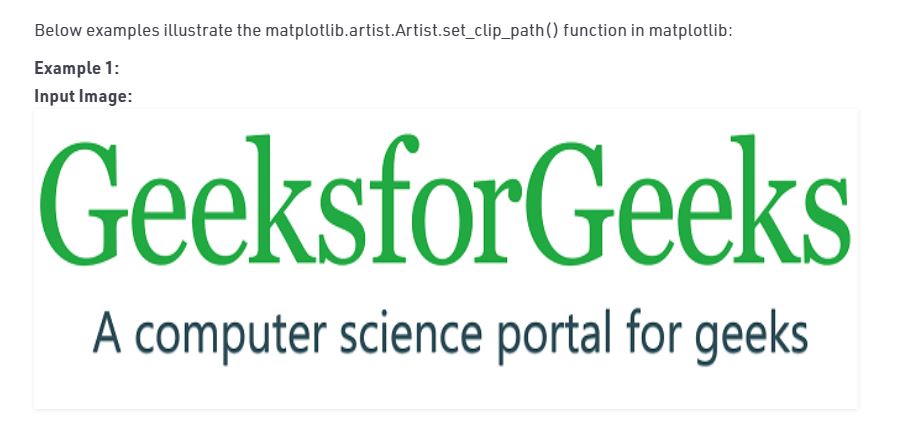 Below examples illustrate the matplotlib.artist.Artist.set_clip_path() function in matplotlib:
Example 1:
Input Image:
GeeksforGeeks
A computer science portal for geeks